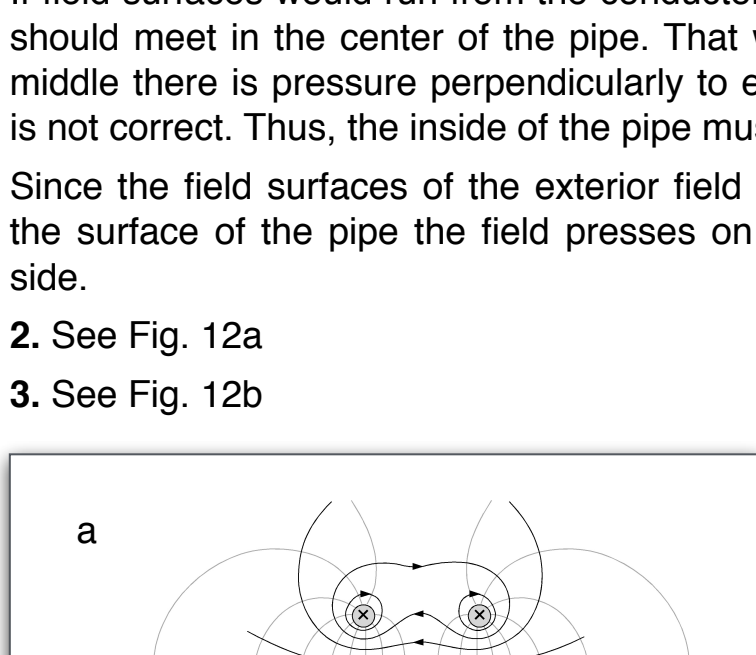 If field surfaces would run from the conductor
should meet in the center of the pipe. That
middle there is pressure perpendicularly to
is not correct. Thus, the inside of the pipe
Since the field surfaces of the exterior field
the surface of the pipe the field presses on
side.
2. See Fig. 12a
3. See Fig. 12b
a